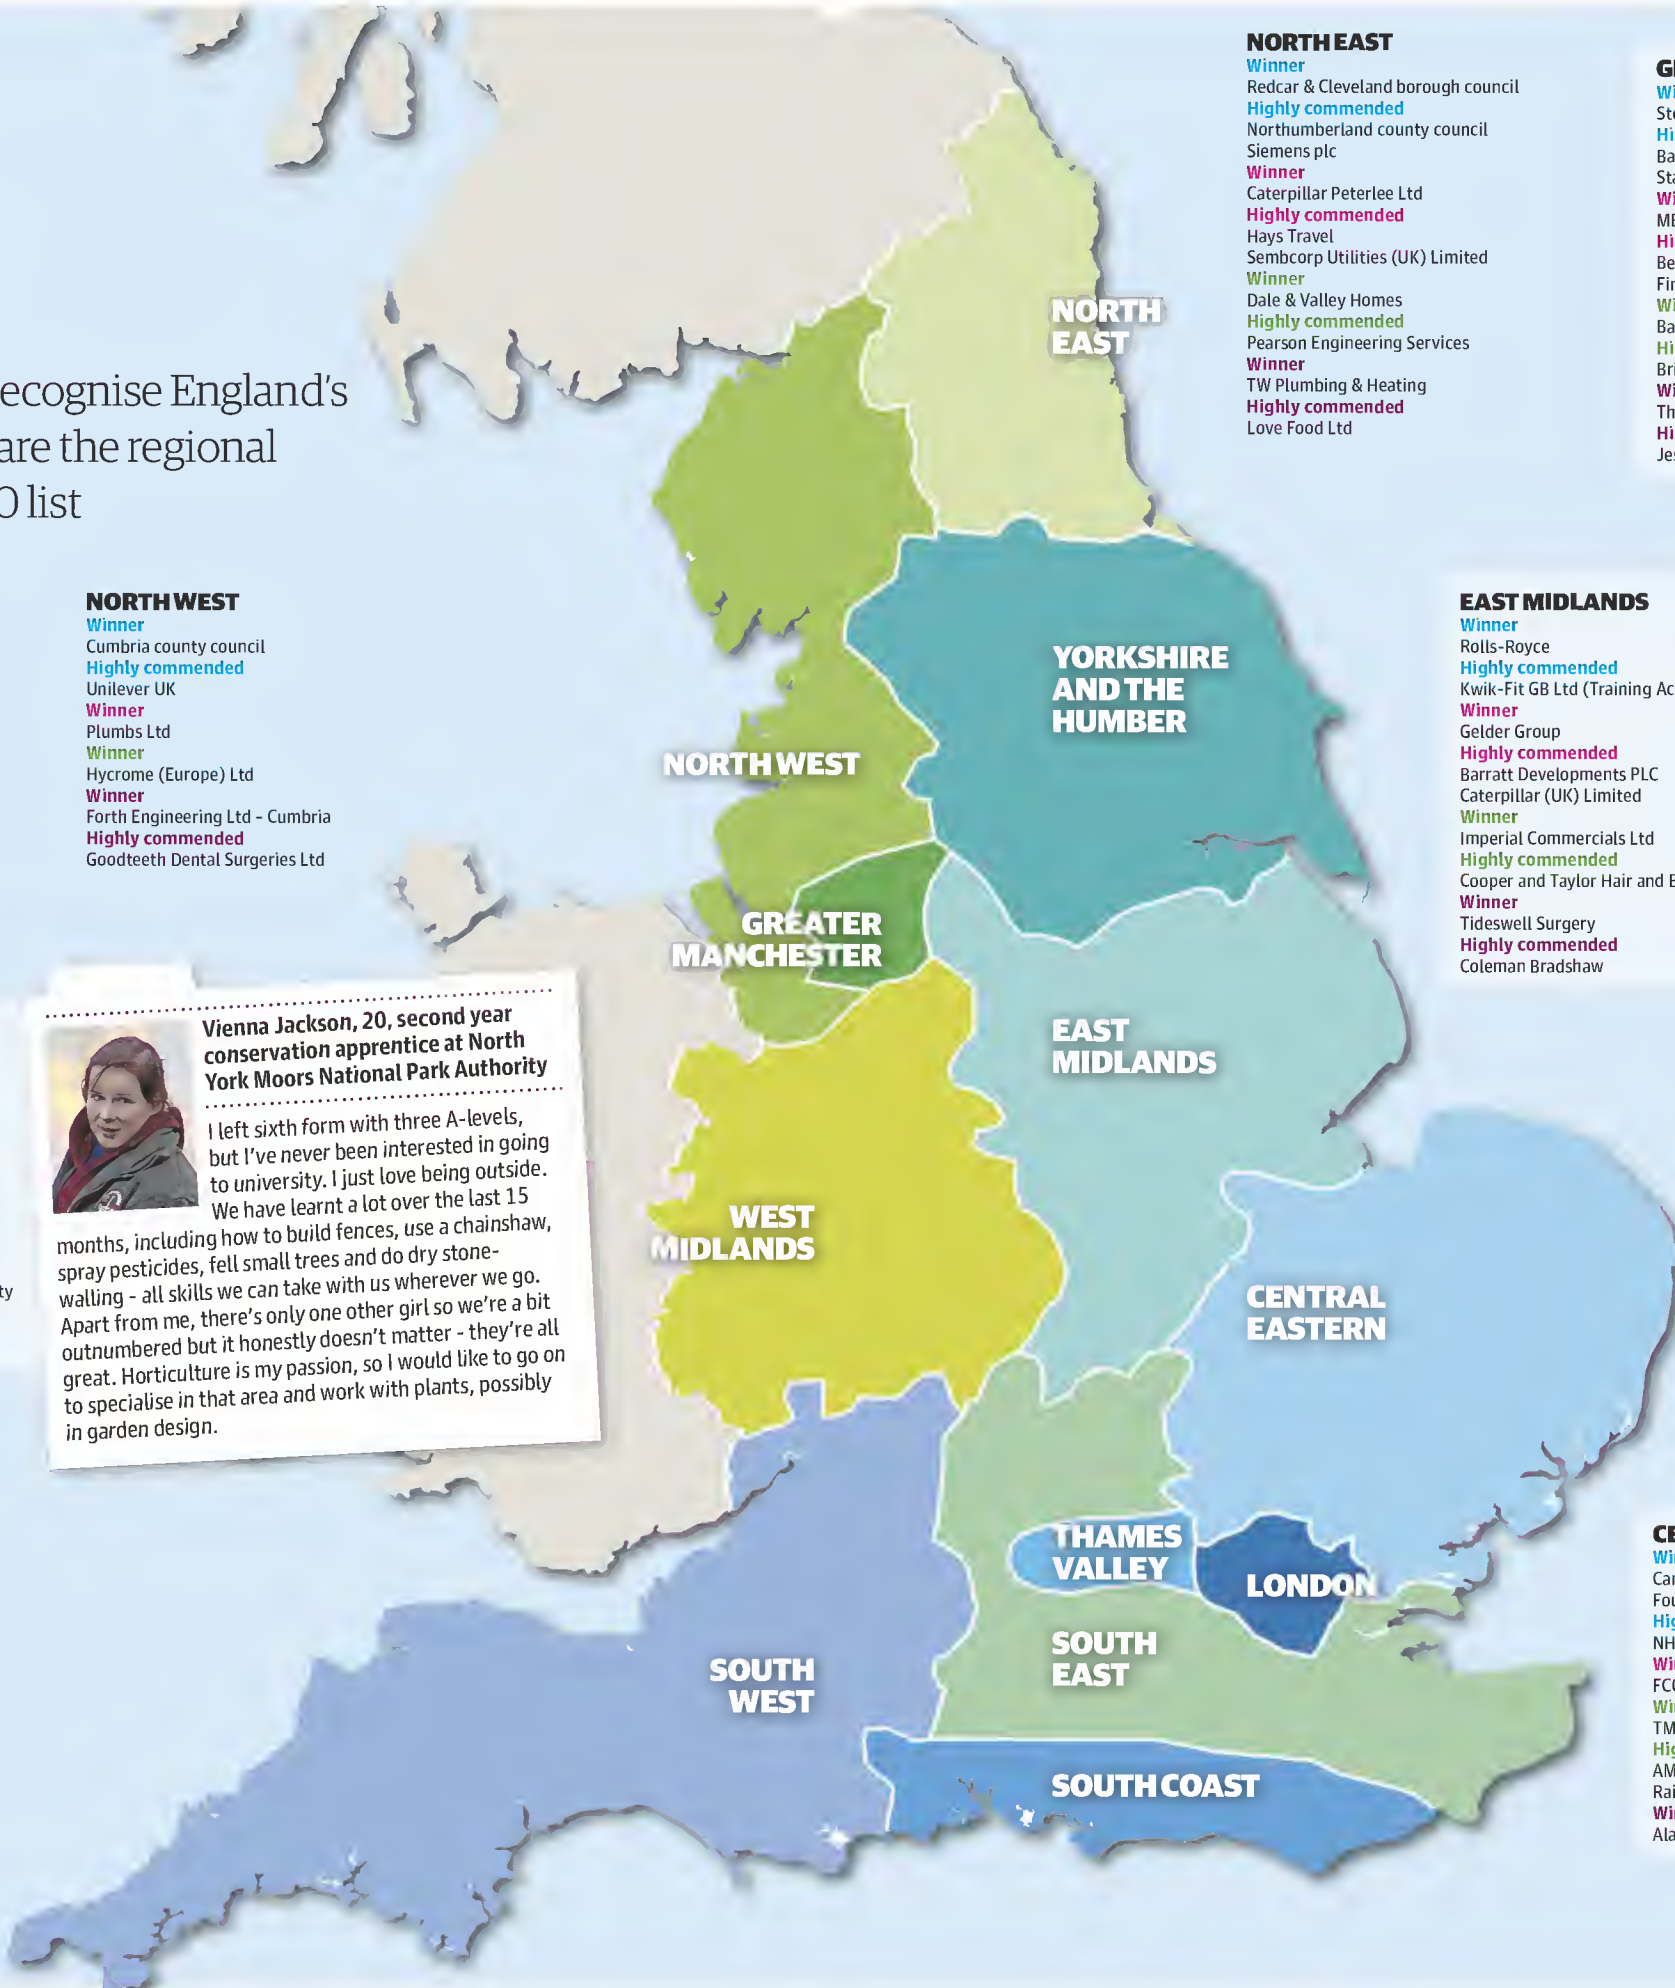 ecognise England's
are the regional
list
NORTH EAST
Winner
Redcar & Cleveland borough council
Highly commended
Northumberland county council
Siemens plc
Winner
Caterpillar Peterlee Ltd
Highly commended
Hays Travel
Sembcorp Utilities (UK) Limited
Winner
Dale & Valley Homes
Highly commended
Pearson Engineering Services
Winner
TW Plumbing & Heating
Highly commended
Love Food Ltd
NORTH WEST
Winner
Cumbria county council
Highly commended
Unilever UK
Winner
Plumbs Ltd
Winner
Hycrome (Europe) Ltd
Winner
Forth Engineering Ltd - Cumbria
Highly commended
Goodteeth Dental Surgeries Ltd
EAST MIDLANDS
Winner
Rolls-Royce
Highly commended
Kwik-Fit GB Ltd (Training Ac
Winner
Gelder Group
Highly commended
Barratt Developments PLC
Caterpillar (UK) Limited
Winner
Imperial Commercials Ltd
Highly commended
Cooper and Taylor Hair and
Winner
Tideswell Surgery
Highly commended
Coleman Bradshaw
NORTH
EAST
YORKSHIRE
AND THE
HUMBER
NORTH WEST
GREATER
MANCHESTER
EAST
MIDLANDS
WEST
MIDLANDS
CENTRAL
EASTERN
THAMES
VALLEY
LONDON
SOUTH
EAST
SOUTH
WEST
SOUTH COAST
Vienna Jackson, 20, second year
conservation apprentice at North
York Moors National Park Authority
I left sixth form with three A-levels,
but I've never been interested in going
to university. I just love being outside.
We have learnt a lot over the last 15
months, including how to build fences, use a chainshaw,
spray pesticides, fell small trees and do dry stone-
walling - all skills we can take with us wherever we go.
Apart from me, there's only one other girl so we're a bit
outnumbered but it honestly doesn't matter - they're all
great. Horticulture is my passion, so I would like to go on
to specialise in that area and work with plants, possibly
in garden design.